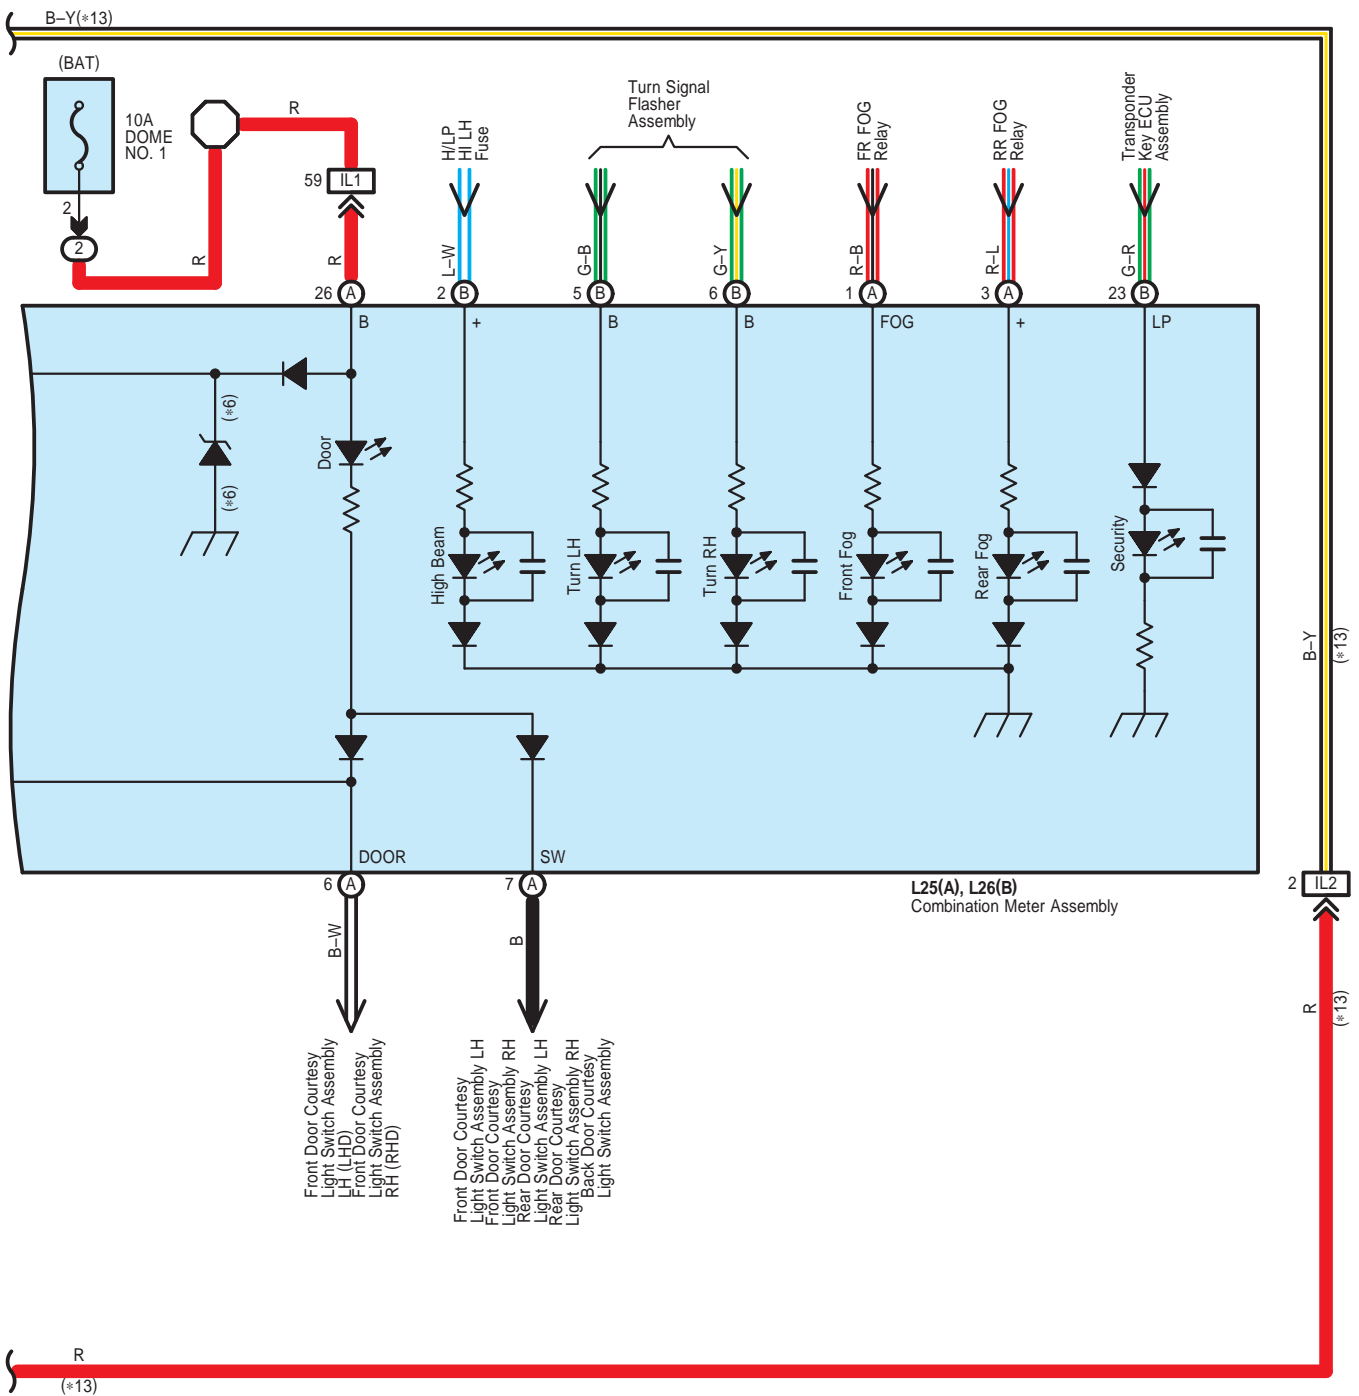 B–Y(∗13)
(BAT)
10A
DOME
NO. 1
2
2
R
R
59
IL1
R
H/LP
HI LH
Fuse
Turn Signal
Flasher
Assembly
FR FOG
Relay
RR FOG
Relay
Transponder
Key ECU
Assembly
L–W
G–B
G–Y
R–B
R–L
G–R
26
A
2
B
5
B
6
B
1
A
3
A
23
B
B
+
B
B
FOG
+
LP
(∗6)
(∗6)
Door
High Beam
Turn LH
Turn RH
Front Fog
Rear Fog
Security
B–Y
(∗13)
DOOR
SW
6
A
7
A
L25(A), L26(B)
Combination Meter Assembly
2
IL2
B–W
B
R
(∗13)
Front Door Courtesy
Light Switch Assembly
LH (LHD)
Front Door Courtesy
Light Switch Assembly
RH (RHD)
Front Door Courtesy
Light Switch Assembly LH
Front Door Courtesy
Light Switch Assembly RH
Rear Door Courtesy
Light Switch Assembly LH
Rear Door Courtesy
Light Switch Assembly RH
Back Door Courtesy
Light Switch Assembly
R
(∗13)